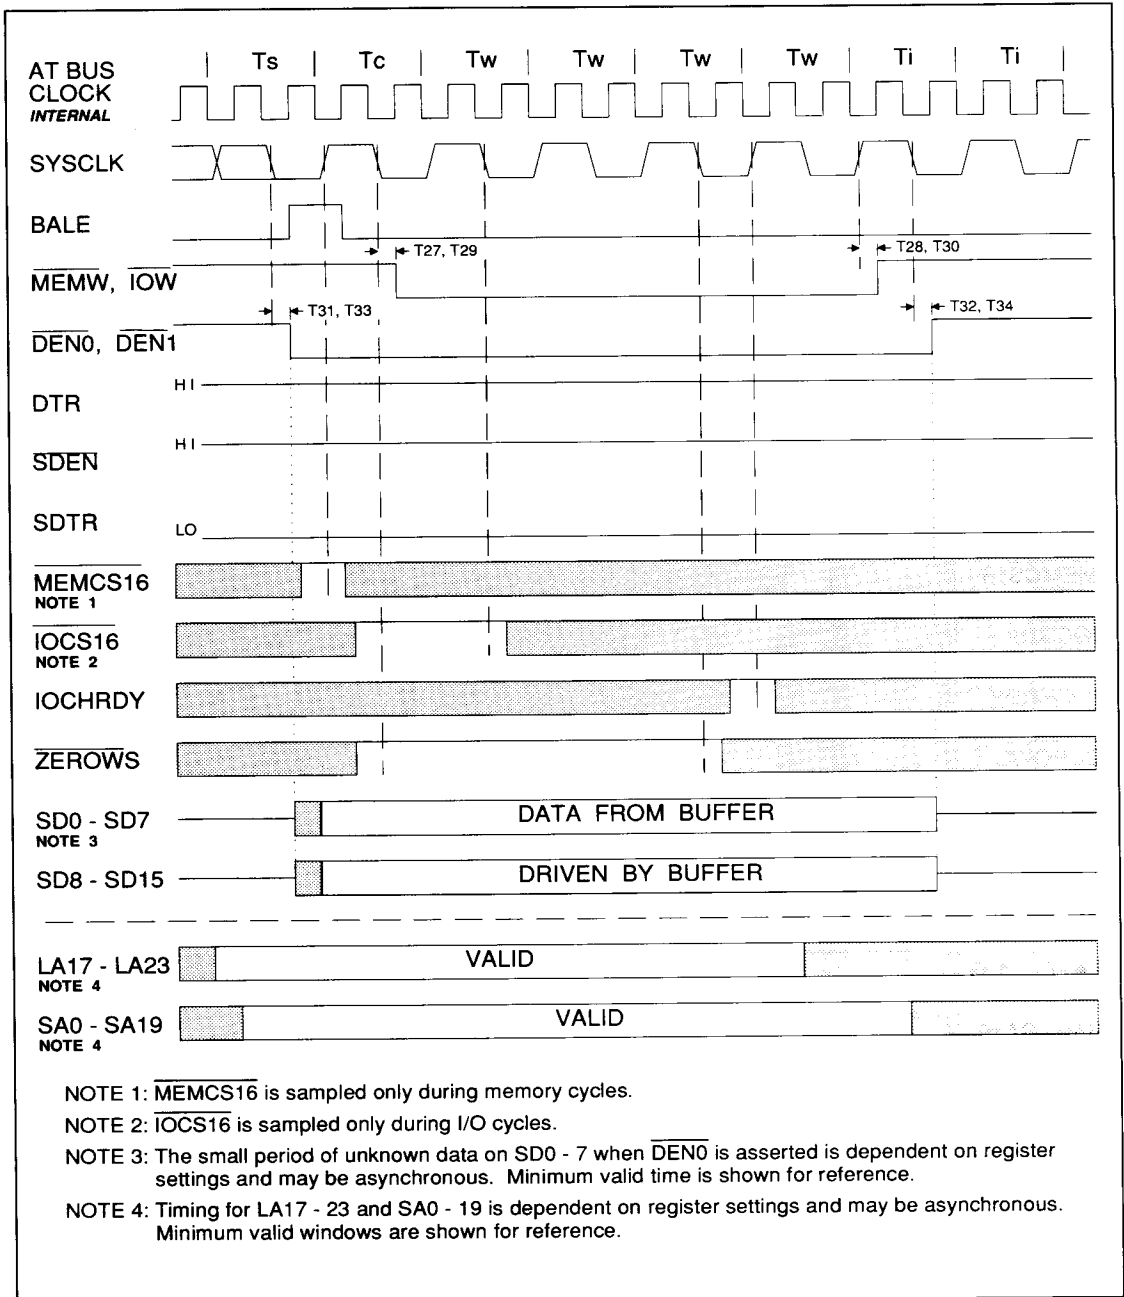 Ts Tc Tw Tw Tw Tw Ti Ti
AT BUS
CLOCK
INTERNAL
SYSCLK
BALE
T27, T29
T28, T30
MEMW, IOW
T31, T33
T32, T34
DEN0, DEN1
HI
DTR
HI
SDEN
SDTR
LO
MEMCS16
NOTE 1
IOCS16
NOTE 2
IOCHRDY
ZEROWS
SD0 - SD7
NOTE 3
DATA FROM BUFFER
SD8 - SD15
DRIVEN BY BUFFER
LA17 - LA23
NOTE 4
VALID
SA0 - SA19
NOTE 4
VALID
NOTE 1: MEMCS16 is sampled only during memory cycles.
NOTE 2: IOCS16 is sampled only during I/O cycles.
NOTE 3: The small period of unknown data on SD0 - 7 when DEN0 is asserted is dependent on register
settings and may be asynchronous. Minimum valid time is shown for reference.
NOTE 4: Timing for LA17 - 23 and SA0 - 19 is dependent on register settings and may be asynchronous.
Minimum valid windows are shown for reference.